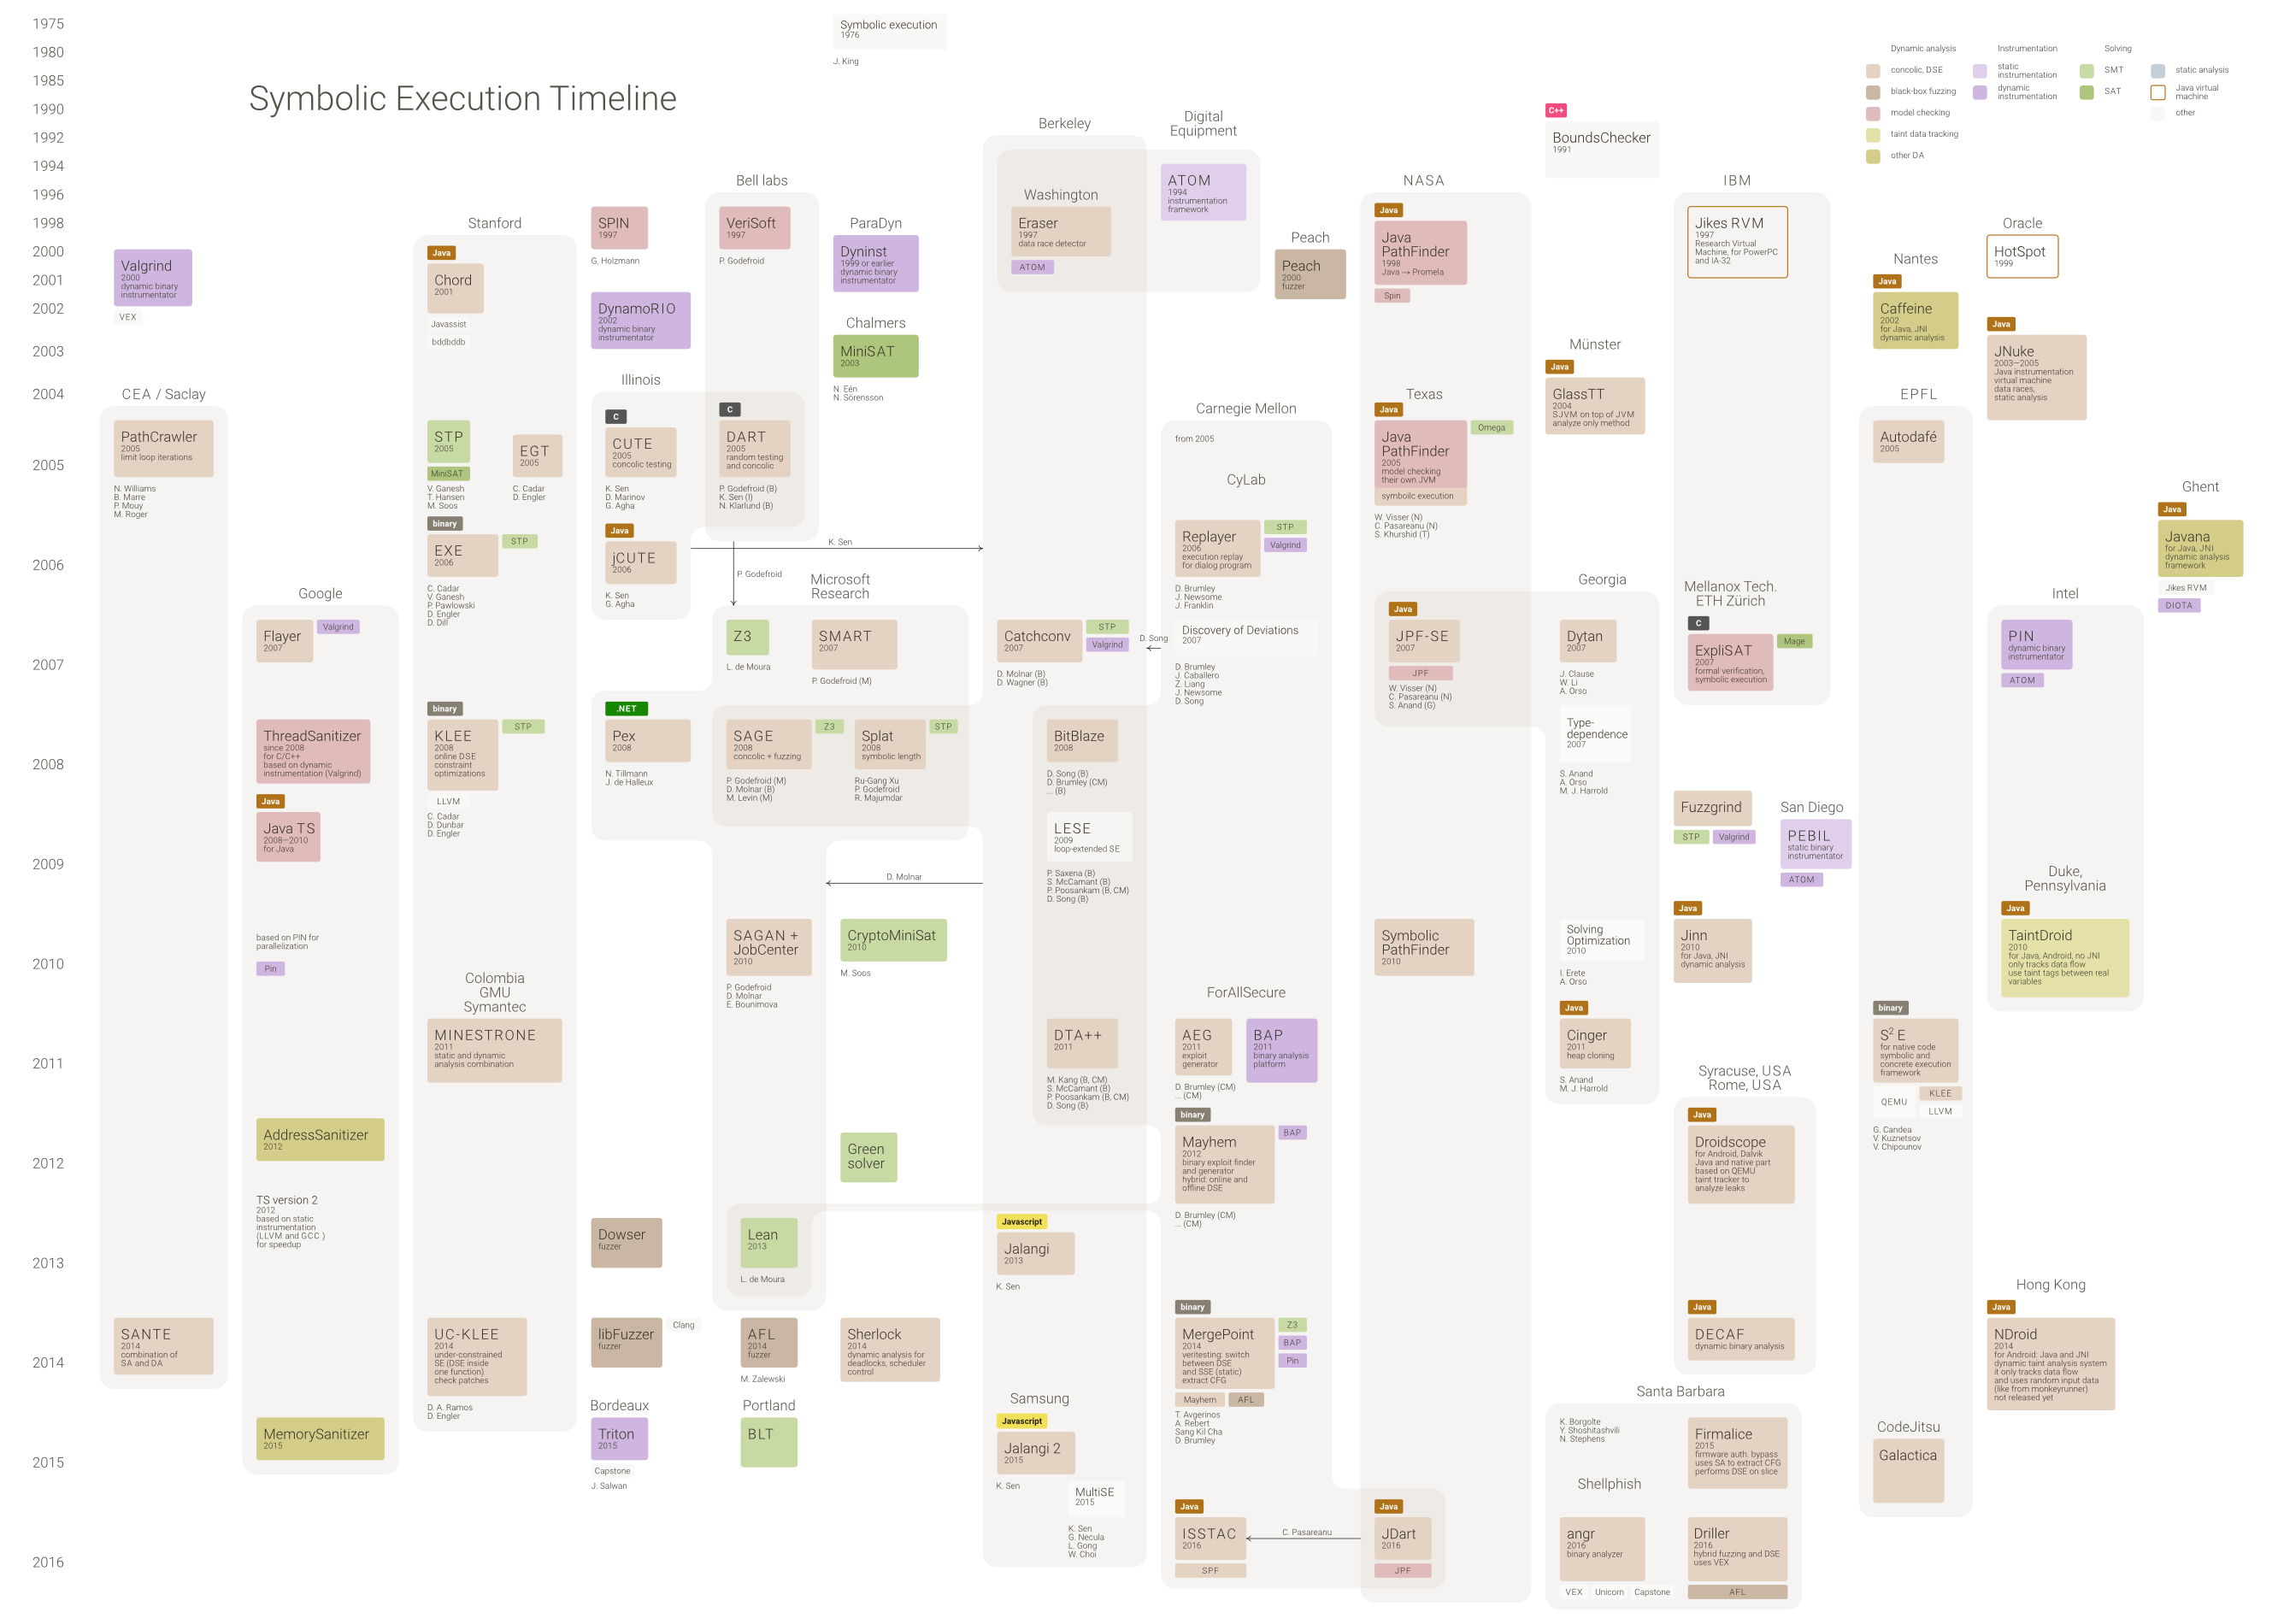 Symbolic Execution Timeline
1975
1980
1985
1990
1992
1994
1996
1998
2000
2001
2002
2003
2004
2005
2006
2007
2008
2009
2010
2011
2012
2013
2014
2015
2016
Dynamic analysis
concolic, DSE
black-box fuzzing
model checking
taint data tracking
other DA
Instrumentation
static
instrumentation
dynamic
instrumentation
Solving
SMT
SAT
static analysis
Java virtual
machine
other
Symbolic execution
1976
J. King
Valgrind
2000
dynamic binary
instrumentator
VEX
CEA / Saclay
PathCrawler
2005
limit loop iterations
N. Williams
B. Marre
P. Mouy
M. Roger
SANTE
2014
combination of
SA and DA
Google
Flayer
2007
Valgrind
ThreadSanitizer
since 2008
for C/C++
based on dynamic
instrumentation (Valgrind)
Java
Java TS
2008—2010
for Java
based on PIN for
parallelization
Pin
AddressSanitizer
2012
TS version 2
2012
based on static
instrumentation
(LLVM and GCC )
for speedup
MemorySanitizer
2015
Stanford
Java
Chord
2001
Javassist
bddbddb
STP
2005
MiniSAT
V. Ganesh
T. Hansen
M. Soos
EGT
2005
C. Cadar
D. Engler
binary
EXE
2006
STP
C. Cadar
V. Ganesh
P. Pawlowski
D. Engler
D. Dill
binary
KLEE
2008
online DSE
constraint
optimizations
STP
LLVM
C. Cadar
D. Dunbar
D. Engler
Colombia
GMU
Symantec
MINESTRONE
2011
static and dynamic
analysis combination
UC-KLEE
2014
under-constrained
SE (DSE inside
one function)
check patches
D. A. Ramos
D. Engler
SPIN
1997
G. Holzmann
DynamoRIO
2002
dynamic binary
instrumentator
Illinois
C
CUTE
2005
concolic testing
K. Sen
D. Marinov
G. Agha
Java
jCUTE
2006
K. Sen
G. Agha
K. Sen
Bell labs
VeriSoft
1997
P. Godefroid
C
DART
2005
random testing
and concolic
P. Godefroid (B)
K. Sen (I)
N. Klarlund (B)
P. Godefroid
ParaDyn
Dyninst
1999 or earlier
dynamic binary
instrumentator
Chalmers
MiniSAT
2003
N. Eén
N. Sörensson
Microsoft
Research
Z3
L. de Moura
SMART
2007
P. Godefroid (M)
.NET
Pex
2008
N. Tillmann
J. de Halleux
SAGE
2008
concolic + fuzzing
Z3
P. Godefroid (M)
D. Molnar (B)
M. Levin (M)
Splat
2008
symbolic length
STP
Ru-Gang Xu
P. Godefroid
R. Majumdar
D. Molnar
SAGAN +
JobCenter
2010
P. Godefroid
D. Molnar
E. Bounimova
CryptoMiniSat
2010
M. Soos
Green
solver
Dowser
fuzzer
Lean
2013
L. de Moura
libFuzzer
fuzzer
Clang
AFL
2014
fuzzer
M. Zalewski
Sherlock
2014
dynamic analysis for
deadlocks, scheduler
control
Bordeaux
Triton
2015
Capstone
J. Salwan
Portland
BLT
Berkeley
Washington
Eraser
1997
data race detector
ATOM
Digital
Equipment
ATOM
1994
instrumentation
framework
Peach
Peach
2000
fuzzer
Catchconv
2007
STP
Valgrind
D. Molnar (B)
D. Wagner (B)
D. Song
BitBlaze
2008
D. Song (B)
D. Brumley (CM)
... (B)
LESE
2009
loop-extended SE
P. Saxena (B)
S. McCamant (B)
P. Poosankam (B, CM)
D. Song (B)
DTA++
2011
M. Kang (B, CM)
S. McCamant (B)
P. Poosankam (B, CM)
D. Song (B)
Javascript
Jalangi
2013
K. Sen
Samsung
Javascript
Jalangi 2
2015
K. Sen
MultiSE
2015
K. Sen
G. Necula
L. Gong
W. Choi
Carnegie Mellon
from 2005
CyLab
Replayer
2006
execution replay
for dialog program
STP
Valgrind
D. Brumley
J. Newsome
J. Franklin
Discovery of Deviations
2007
D. Brumley
J. Caballero
Z. Liang
J. Newsome
D. Song
ForAllSecure
AEG
2011
exploit
generator
D. Brumley (CM)
... (CM)
BAP
2011
binary analysis
platform
binary
Mayhem
2012
binary exploit finder
and generator
hybrid: online and
offline DSE
BAP
D. Brumley (CM)
... (CM)
binary
MergePoint
2014
veritesting: switch
between DSE
and SSE (static)
extract CFG
Z3
BAP
Pin
Mayhem
AFL
T. Avgerinos
A. Rebert
Sang Kil Cha
D. Brumley
Java
ISSTAC
2016
SPF
C. Pasareanu
Java
JDart
2016
JPF
NASA
Java
Java
PathFinder
1998
Java → Promela
Spin
Texas
Java
Java
PathFinder
2005
model checking
their own JVM
symboilc execution
Omega
W. Visser (N)
C. Pasareanu (N)
S. Khurshid (T)
Java
JPF-SE
2007
JPF
W. Visser (N)
C. Pasareanu (N)
S. Anand (G)
Symbolic
PathFinder
2010
C++
BoundsChecker
1991
Münster
Java
GlassTT
2004
SJVM on top of JVM
analyze only method
Georgia
Dytan
2007
J. Clause
W. Li
A. Orso
Type-
dependence
2007
S. Anand
A. Orso
M. J. Harrold
Solving
Optimization
2010
I. Erete
A. Orso
Java
Cinger
2011
heap cloning
S. Anand
M. J. Harrold
IBM
Jikes RVM
1997
Research Virtual
Machine, for PowerPC
and IA-32
Mellanox Tech.
ETH Zürich
C
ExpliSAT
2007
formal verification,
symbolic execution
Mage
Fuzzgrind
STP
Valgrind
San Diego
PEBIL
static binary
instrumentator
ATOM
Java
Jinn
2010
for Java, JNI
dynamic analysis
Syracuse, USA
Rome, USA
Java
Droidscope
for Android, Dalvik
Java and native part
based on QEMU
taint tracker to
analyze leaks
Java
DECAF
dynamic binary analysis
Santa Barbara
K. Borgolte
Y. Shoshitashvili
N. Stephens
Firmalice
2015
firmware auth. bypass
uses SA to extract CFG
performs DSE on slice
Shellphish
angr
2016
binary analyzer
VEX
Unicorn
Capstone
Driller
2016
hybrid fuzzing and DSE
uses VEX
AFL
Nantes
Java
Caffeine
2002
for Java, JNI
dynamic analysis
Oracle
HotSpot
1999
Java
JNuke
2003—2005
Java instrumentation
virtual machine
data races,
static analysis
EPFL
Autodafé
2005
binary
S2 E
for native code
symbolic and
concrete execution
framework
QEMU
KLEE
LLVM
G. Candea
V. Kuznetsov
V. Chipounov
CodeJitsu
Galactica
Ghent
Java
Javana
for Java, JNI
dynamic analysis
framework
Jikes RVM
DIOTA
Intel
PIN
dynamic binary
instrumentator
ATOM
Duke,
Pennsylvania
Java
TaintDroid
2010
for Java, Android, no JNI
only tracks data flow
use taint tags between real
variables
Hong Kong
Java
NDroid
2014
for Android: Java and JNI
dynamic taint analysis system
it only tracks data flow
and uses random input data
(like from monkeyrunner)
not released yet